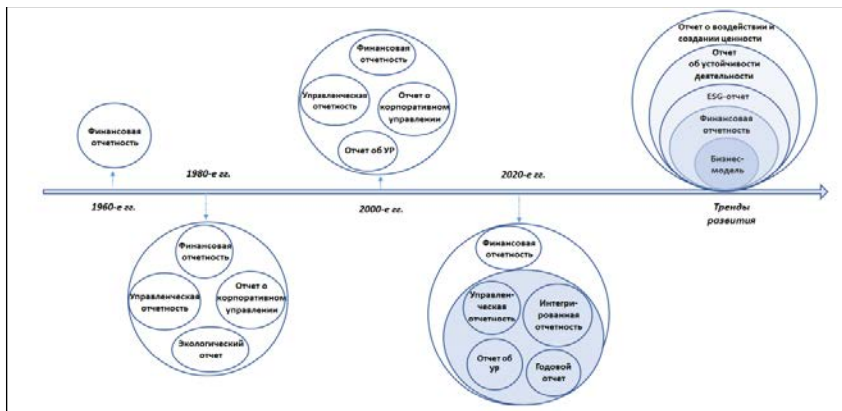 Финансовая
отчетность
1960-е гг.
1980-е гг.
Финансовая
отчетность
Управленческая
отчетность
Отчет о
корпоративном
управлении
Экологический
отчет
Финансовая
отчетность
Управленческая
отчетность
Отчет о
корпоративном
управлении
Отчет об УР
2000-е гг.
2020-е гг.
Финансовая
отчетность
Управлен-
ческая
отчетность
Интегри-
рованная
отчетность
Отчет об
ур
Годовой
отчет
Отчет о воздействии и
создании ценности
Отчет
об устойчивости
деятельности
ESG-отчет
Финансовая
отчетность
Бизнес-
модель
Тренды
развития